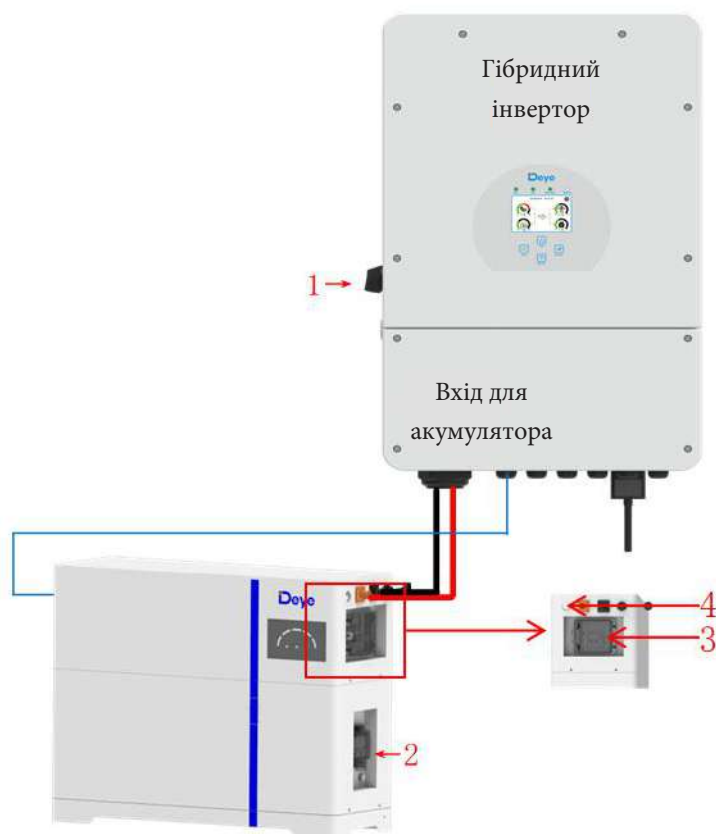 Гібридний
інвертор
Deye
1
Вхід для
акумулятора
Deye
4
3
2